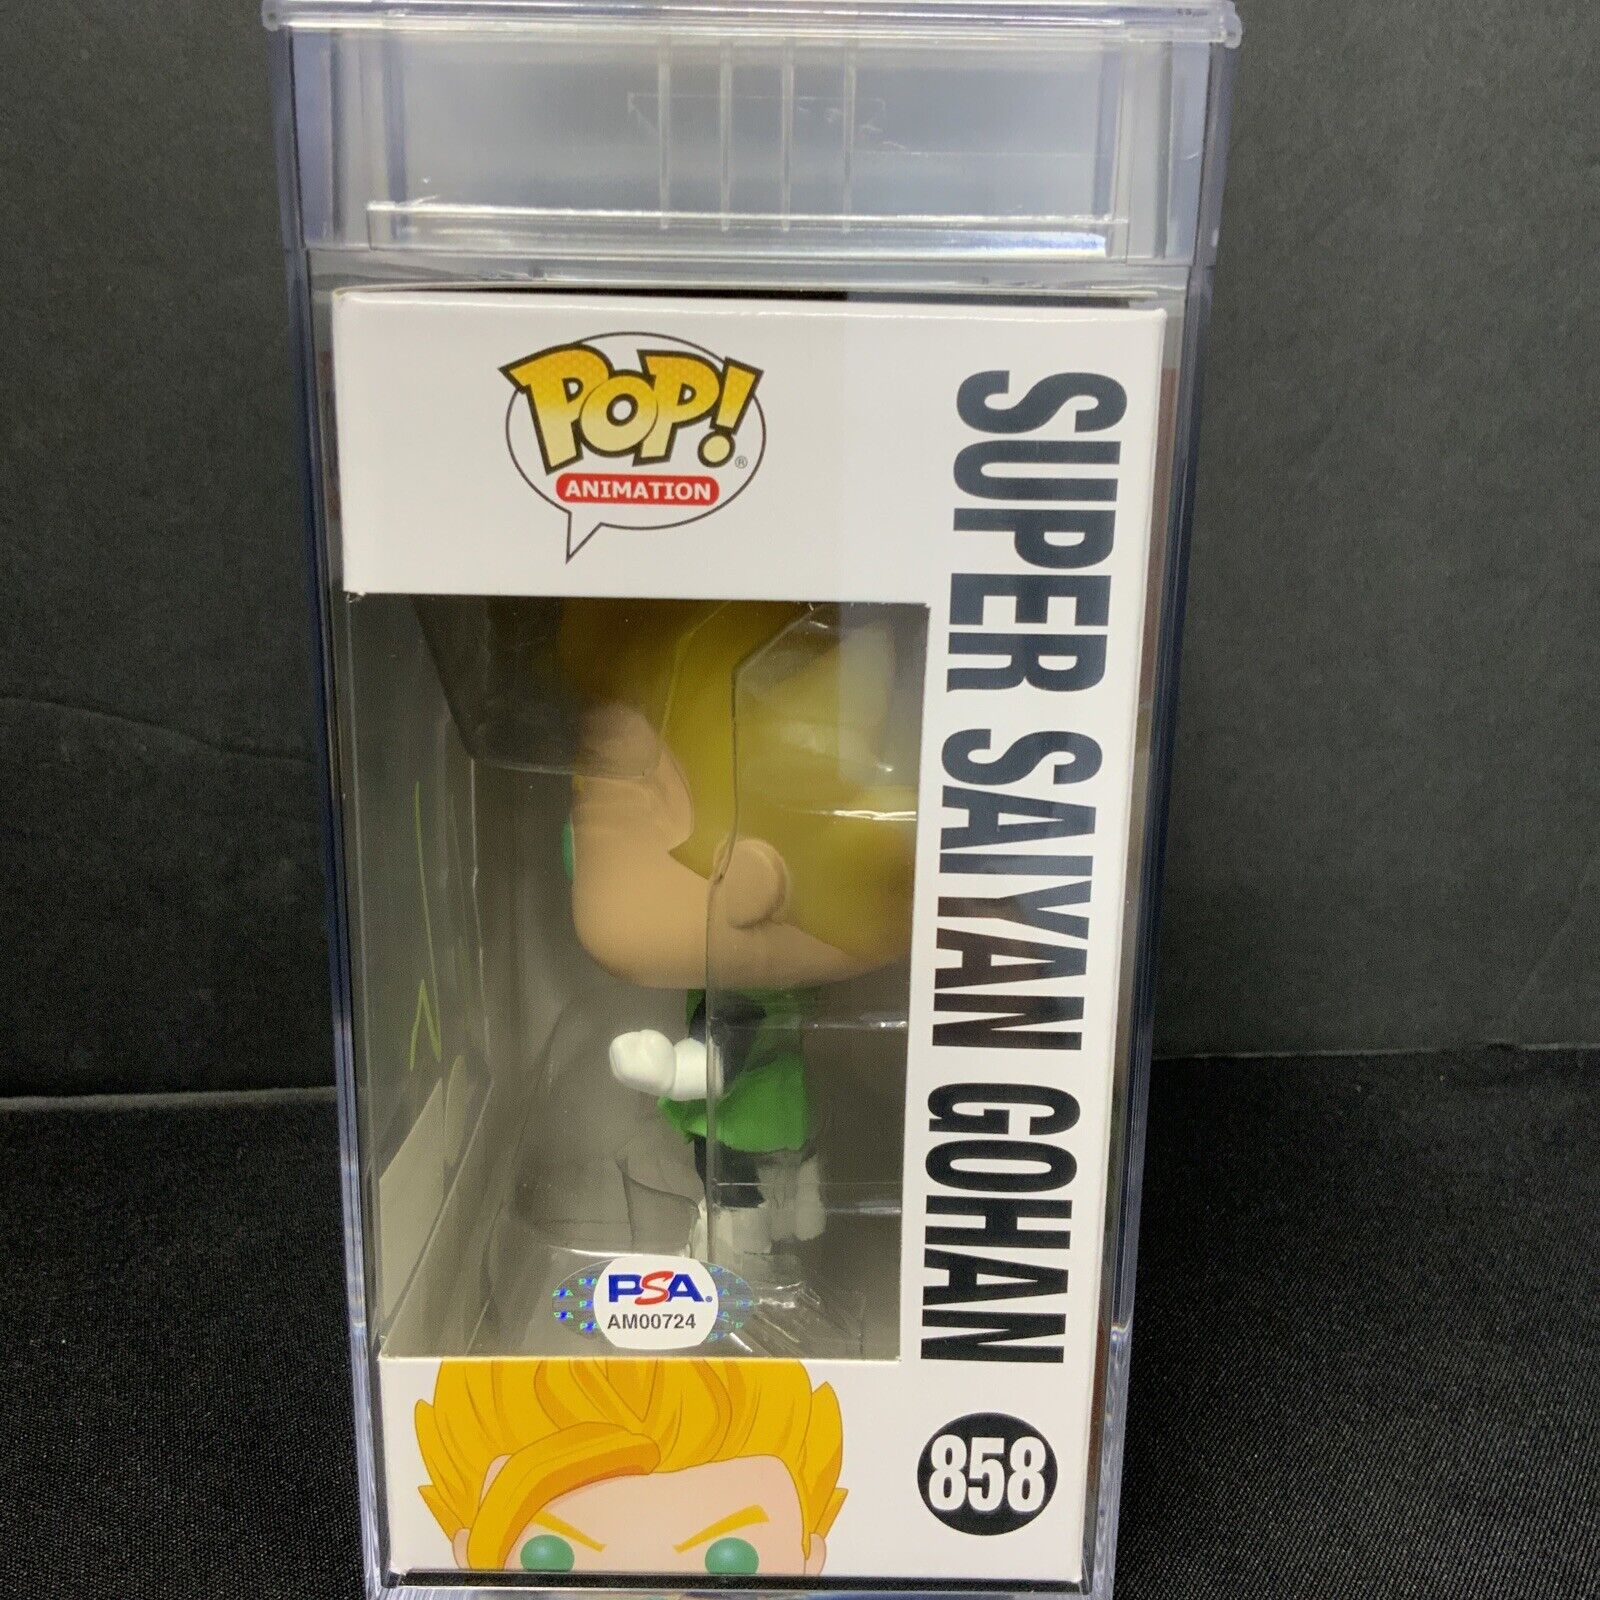 POP!®
ANIMATION
SUPER SAIYAN GOHAN
858
PSA®
AM00724